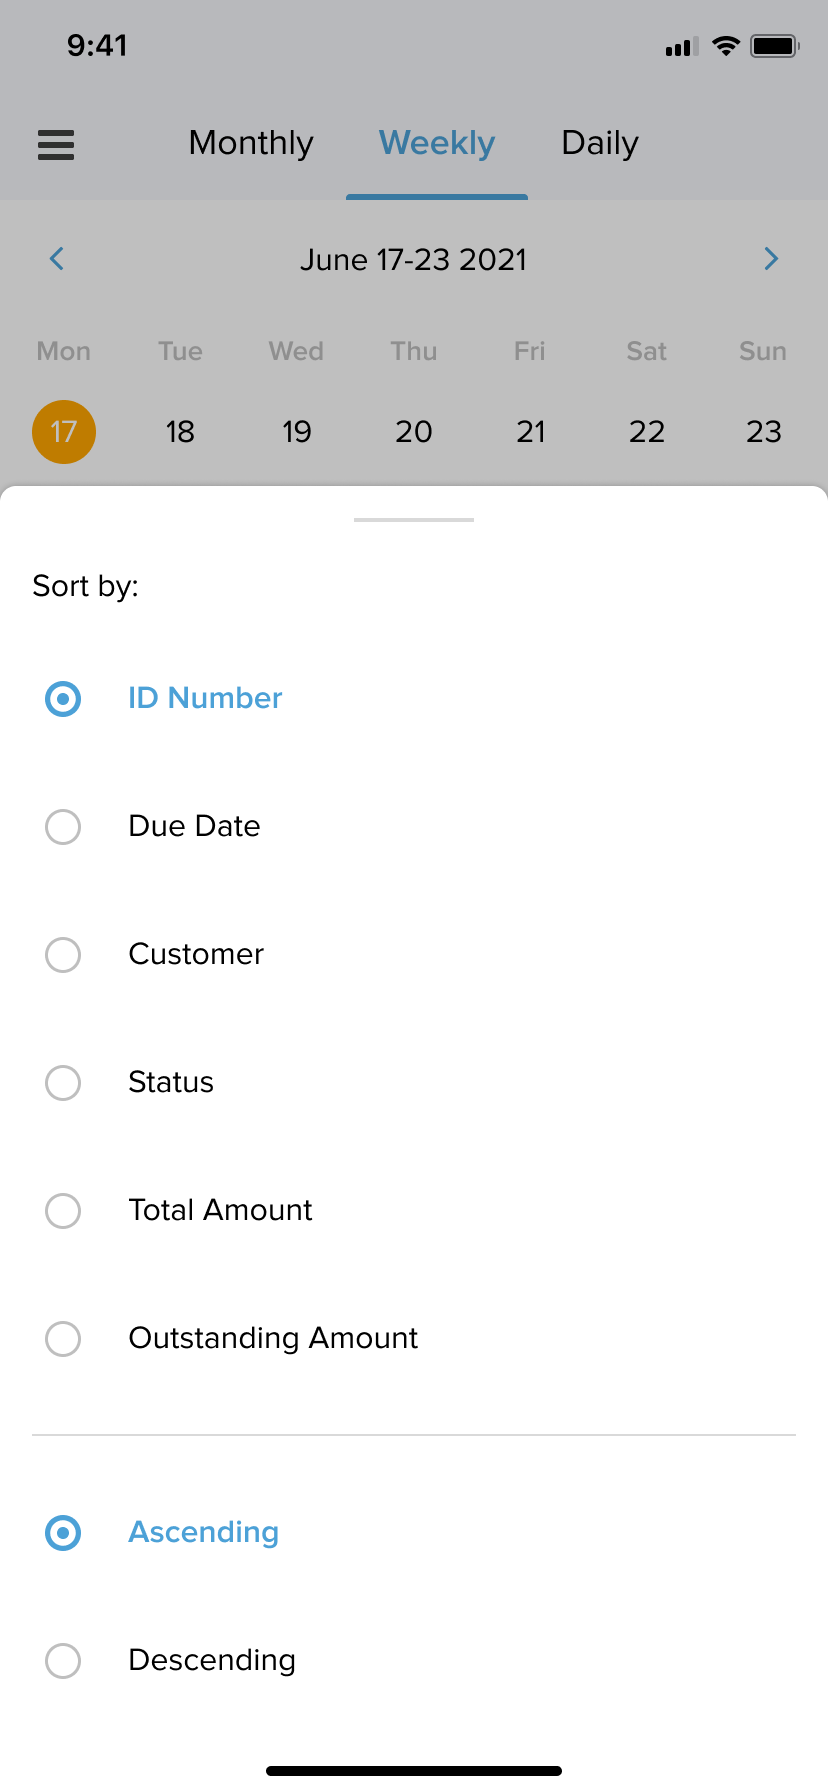 9:41
Monthly Weekly Daily
June 17-23 2021
Mon Tue Wed Thu Fri Sat Sun
17 18 19 20 21 22 23
Sort by:
ID Number
Due Date
Customer
Status
Total Amount
Outstanding Amount
Ascending
Descending